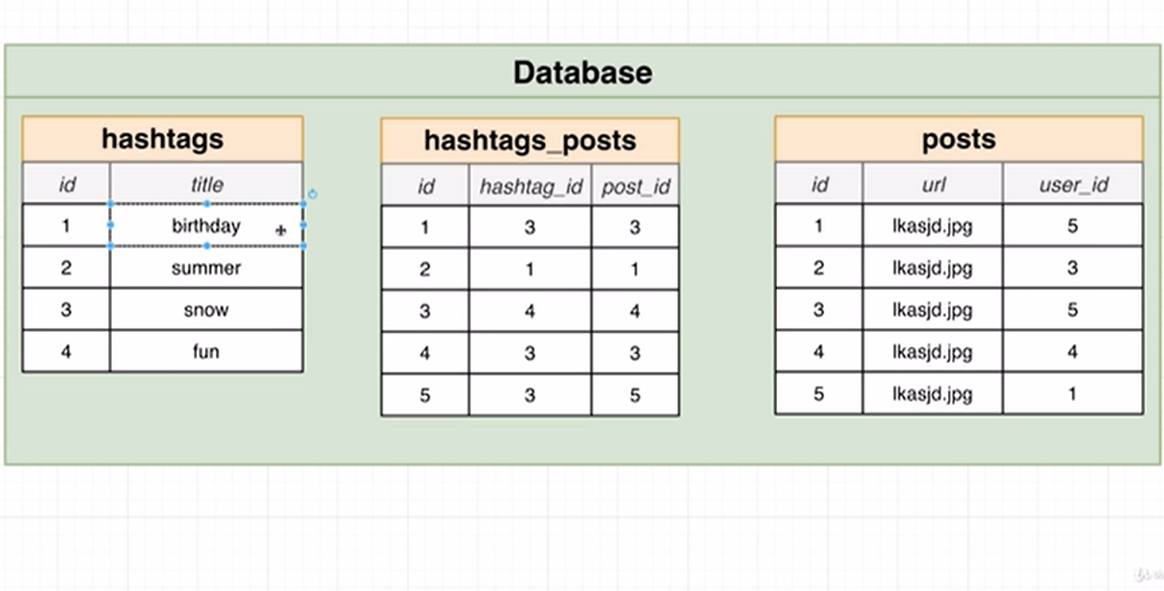 Database
hashtags
id title
1 birthday
2 summer
3 snow
4 fun
hashtags_posts
id hashtag_id post_id
1 3 3
2 1 1
3 4 4
4 3 3
5 3 5
posts
id url user_id
1 lkasjd.jpg 5
2 lkasjd.jpg 3
3 lkasjd.jpg 5
4 lkasjd.jpg 4
5 lkasjd.jpg 1